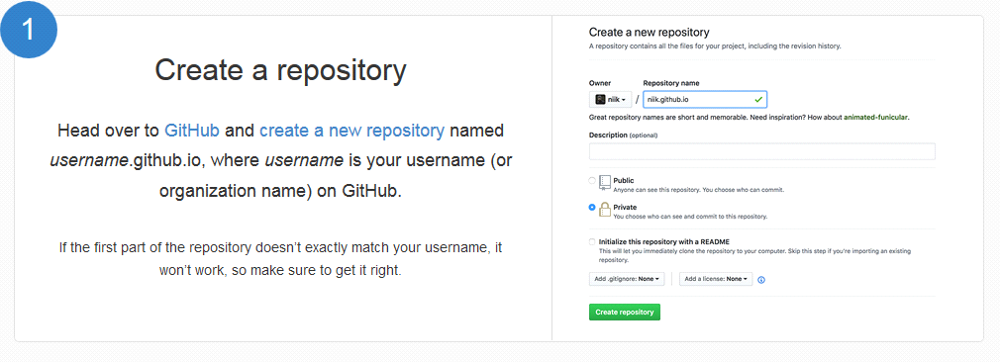 1
Create a repository
Head over to GitHub and create a new repository named
username.github.io, where username is your username (or
organization name) on GitHub.
If the first part of the repository doesn’t exactly match your username, it
won’t work, so make sure to get it right.
Create a new repository
A repository contains all the files for your project, including the revision history.
Owner Repository name
niik / niik.github.io
Great repository names are short and memorable. Need inspiration? How about animated-funicular.
Description (optional)
Public
Anyone can see this repository. You choose who can commit.
Private
You choose who can see and commit to this repository.
Initialize this repository with a README
This will let you immediately clone the repository to your computer. Skip this step if you're importing an existing
repository.
Add .gitignore: None Add a license: None
Create repository